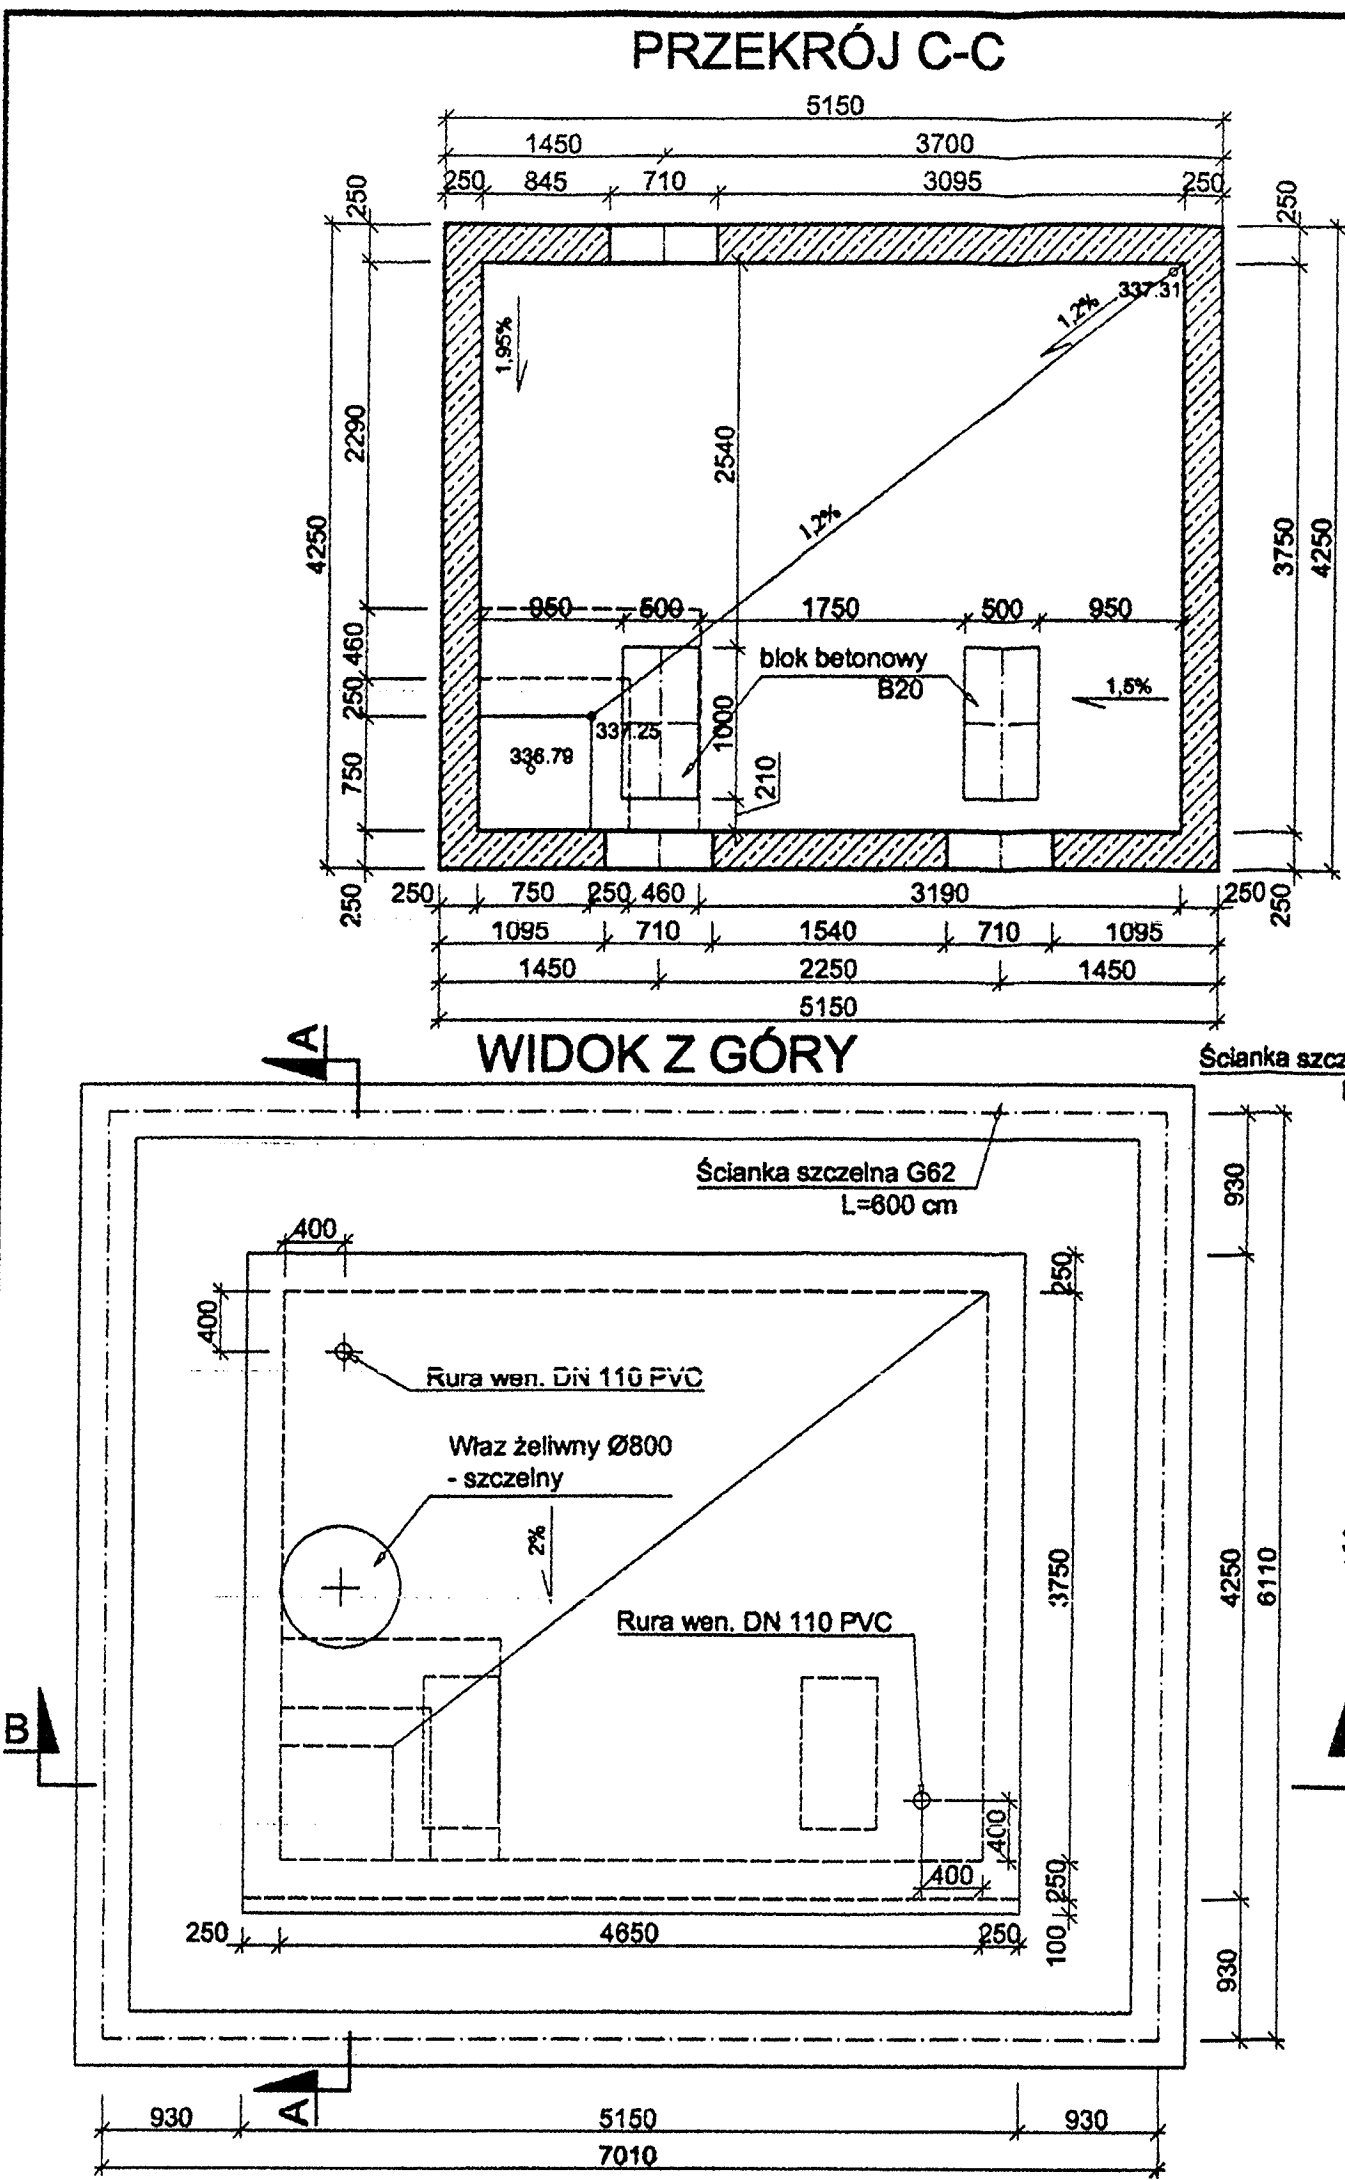 PRZEKRÓJ C-C
5150
1450 3700
250 845 710 3095 250
250
250
337.31
1,2%
1,95%
2290
2540
4250
3750
4250
1,2%
950 500 1750 500 950
460
blok betonowy
B20
1,5%
250
1000
337.25
336.79
750
210
250
250 750 250 460 3190 250
250
1095 710 1540 710 1095
1450 2250 1450
5150
WIDOK Z GÓRY
A
Ścianka szcz
Ścianka szczelna G62
L=600 cm
930
400
250
400
Rura wen. DN 110 PVC
Właz żeliwny Ø800
- szczelny
2%
3750
4250
6110
Rura wen. DN 110 PVC
B
400
400
250
250 4650 250
100
930
A
930 5150 930
7010